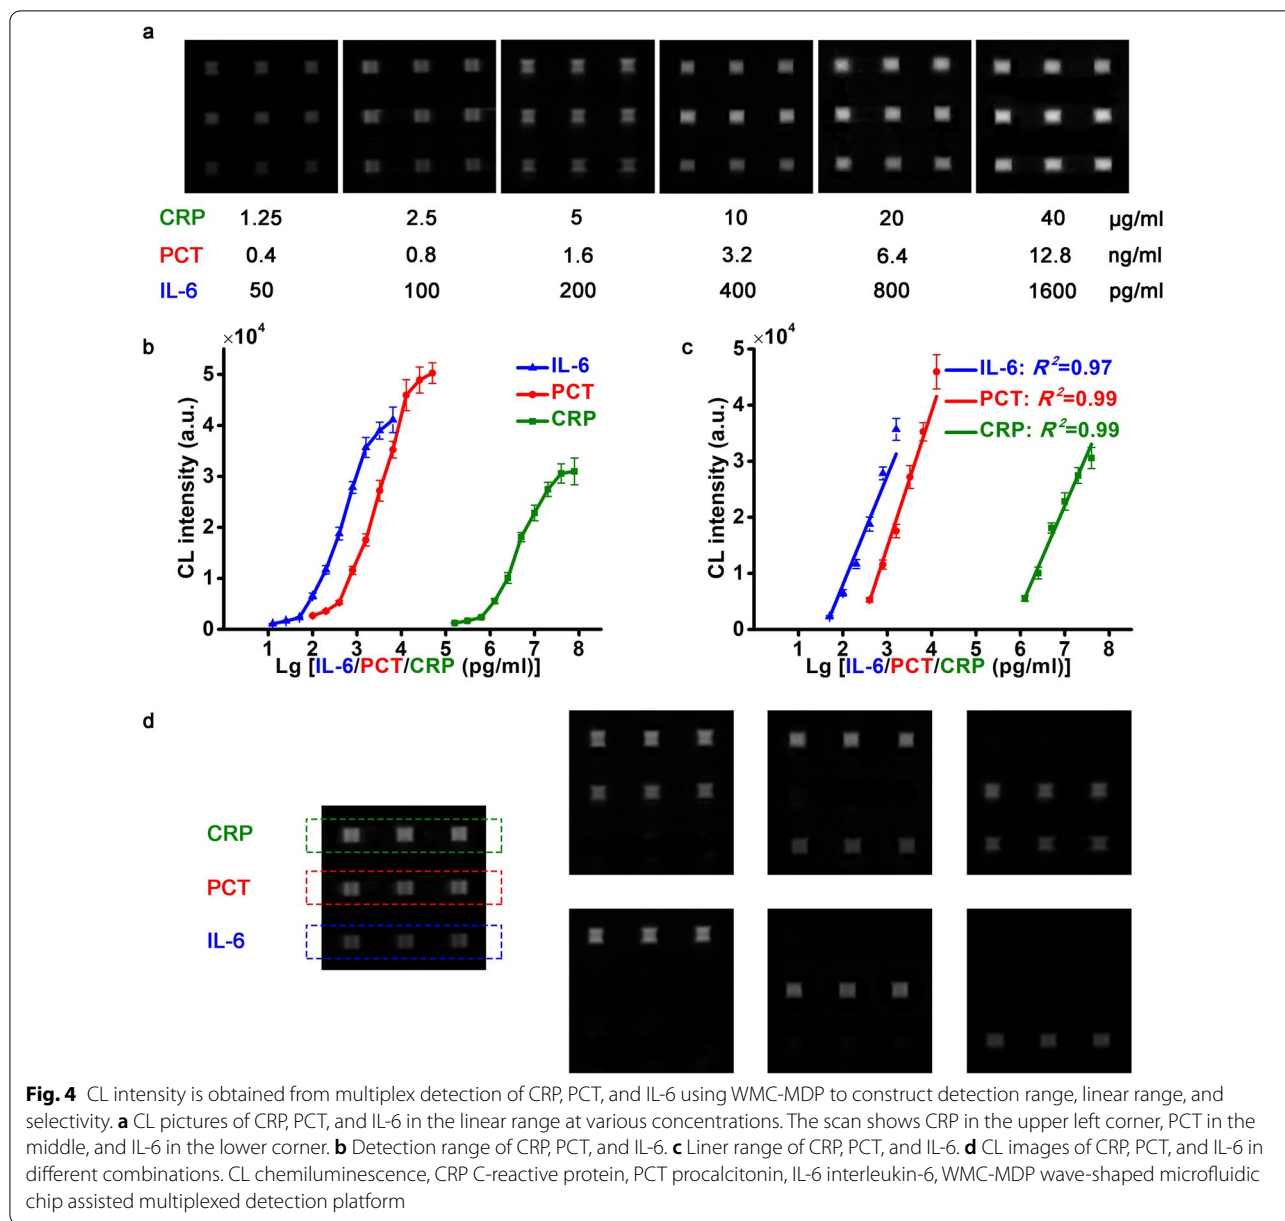 a
CRP 1.25 2.5 5 10 20 40 μg/ml
PCT 0.4 0.8 1.6 3.2 6.4 12.8 ng/ml
IL-6 50 100 200 400 800 1600 pg/ml
b
×10⁴
5
4
3
2
1
0
CL intensity (a.u.)
IL-6
PCT
CRP
1 2 3 4 5 6 7 8
Lg [IL-6/PCT/CRP (pg/ml)]
c
5 ×10⁴
4
3
2
1
0
CL intensity (a.u.)
IL-6: R²=0.97
PCT: R²=0.99
CRP: R²=0.99
1 2 3 4 5 6 7 8
Lg [IL-6/PCT/CRP (pg/ml)]
d
CRP
PCT
IL-6
Fig. 4 CL intensity is obtained from multiplex detection of CRP, PCT, and IL-6 using WMC-MDP to construct detection range, linear range, and
selectivity. a CL pictures of CRP, PCT, and IL-6 in the linear range at various concentrations. The scan shows CRP in the upper left corner, PCT in the
middle, and IL-6 in the lower corner. b Detection range of CRP, PCT, and IL-6. c Liner range of CRP, PCT, and IL-6. d CL images of CRP, PCT, and IL-6 in
different combinations. CL chemiluminescence, CRP C-reactive protein, PCT procalcitonin, IL-6 interleukin-6, WMC-MDP wave-shaped microfluidic
chip assisted multiplexed detection platform